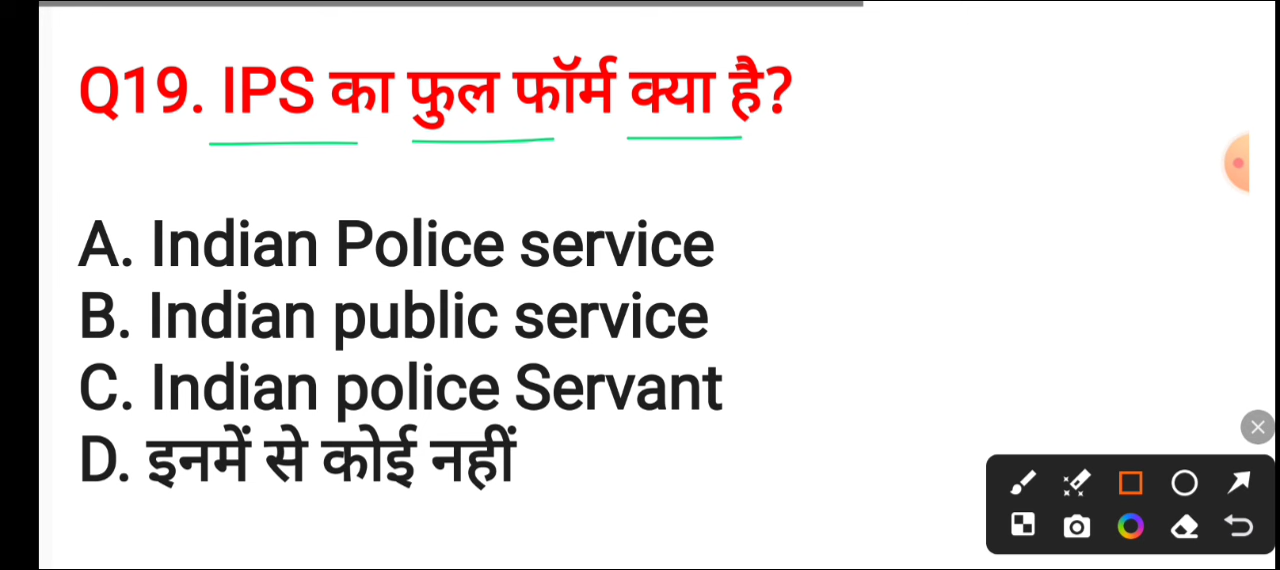 Q19. IPS का फुल फॉर्म क्या है?
A. Indian Police service
B. Indian public service
C. Indian police Servant
D. इनमें से कोई नहीं